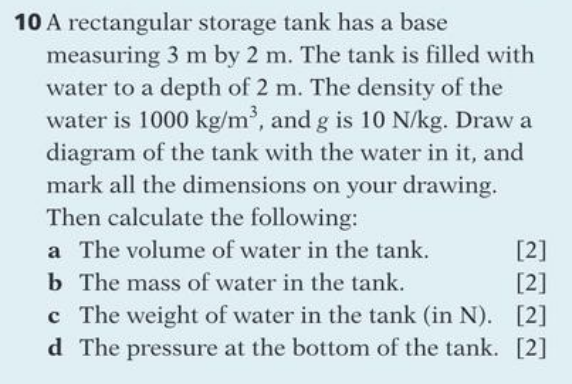 10 A rectangular storage tank has a base
measuring 3 m by 2 m. The tank is filled with
water to a depth of 2 m. The density of the
water is 1000 kg/m³, and g is 10 N/kg. Draw a
diagram of the tank with the water in it, and
mark all the dimensions on your drawing.
Then calculate the following:
a The volume of water in the tank. [2]
b The mass of water in the tank. [2]
c The weight of water in the tank (in N). [2]
d The pressure at the bottom of the tank. [2]